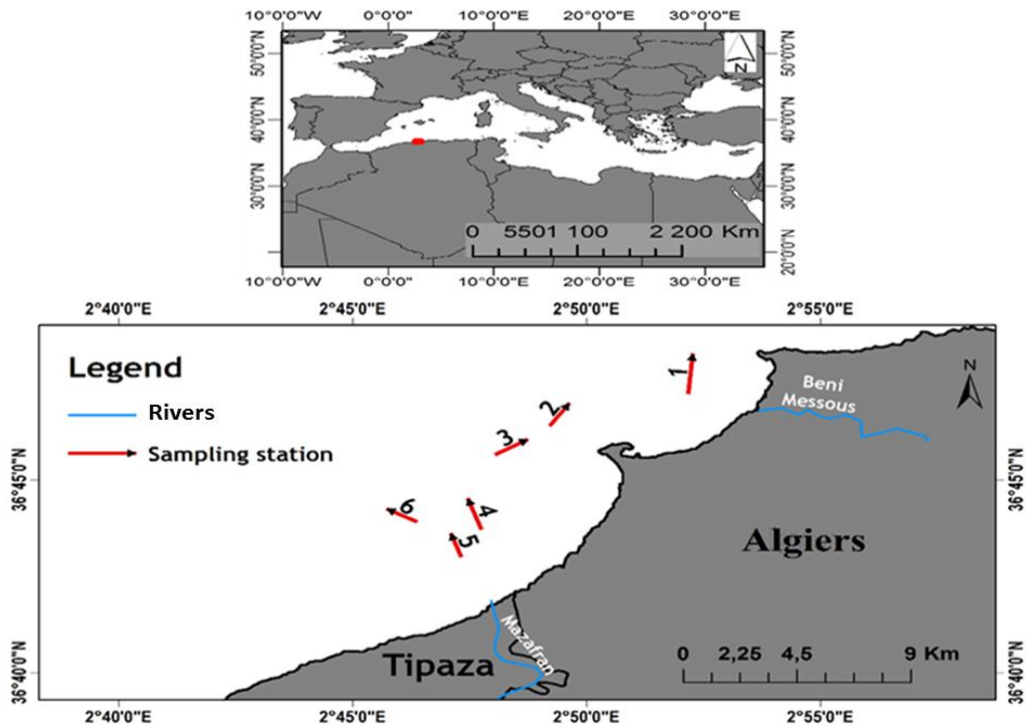 10°0'0"W 0°0'0" 10°0'0"E 20°0'0"E 30°0'0"E
50°0'0"N 50°0'0"N
40°0'0"N 40°0'0"N
30°0'0"N 30°0'0"N
20°0'0"N
N
0 5501 100 2 200 Km
10°0'0"W 0°0'0" 10°0'0"E 20°0'0"E 30°0'0"E
2°40'0"E 2°45'0"E 2°50'0"E 2°55'0"E
Legend
Rivers
Sampling station
1
2
3
4
5
6
N
Beni
Messous
36°45'0"N 36°45'0"N
Algiers
Mazafran
Tipaza
0 2,25 4,5 9 Km
36°40'0"N 36°40'0"N
2°40'0"E 2°45'0"E 2°50'0"E 2°55'0"E